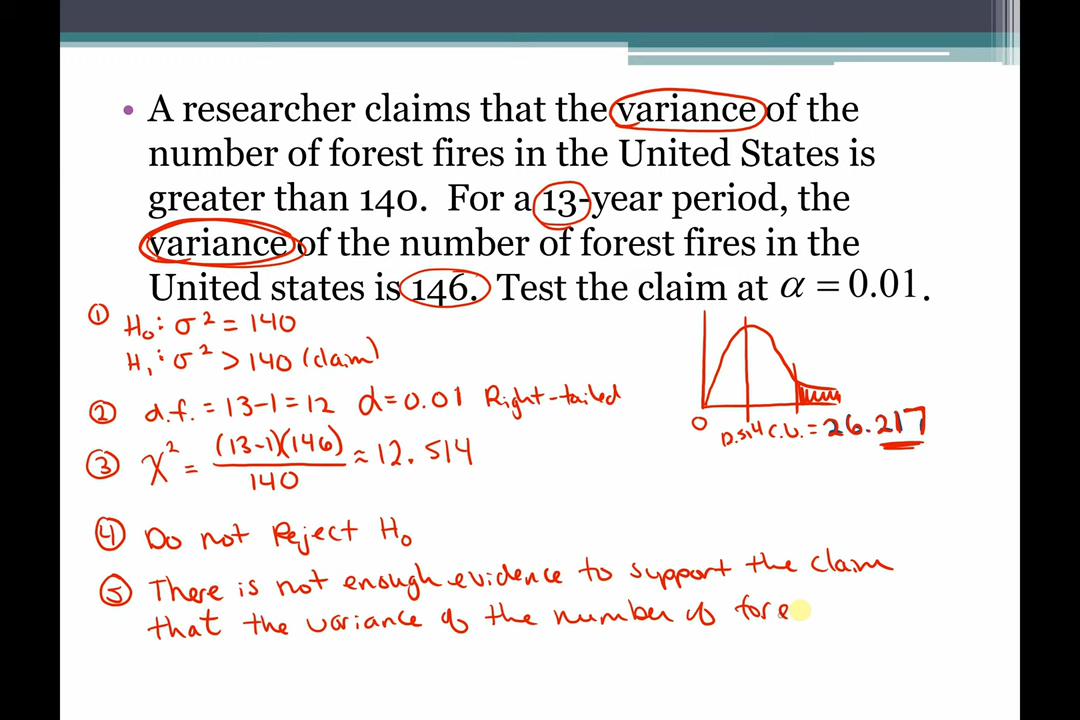 • A researcher claims that the variance of the
number of forest fires in the United States is
greater than 140. For a 13-year period, the
variance of the number of forest fires in the
United states is 146. Test the claim at α = 0.01.
① H₀: σ² = 140
H₁: σ² > 140 (claim)
② d.f. = 13-1 = 12 α = 0.01 Right-tailed
③ χ² = (13-1)(146) / 140 ≈ 12.514
0 12.514 C.V. = 26.217
④ Do not Reject H₀
⑤ There is not enough evidence to support the claim
that the variance of the number of fore